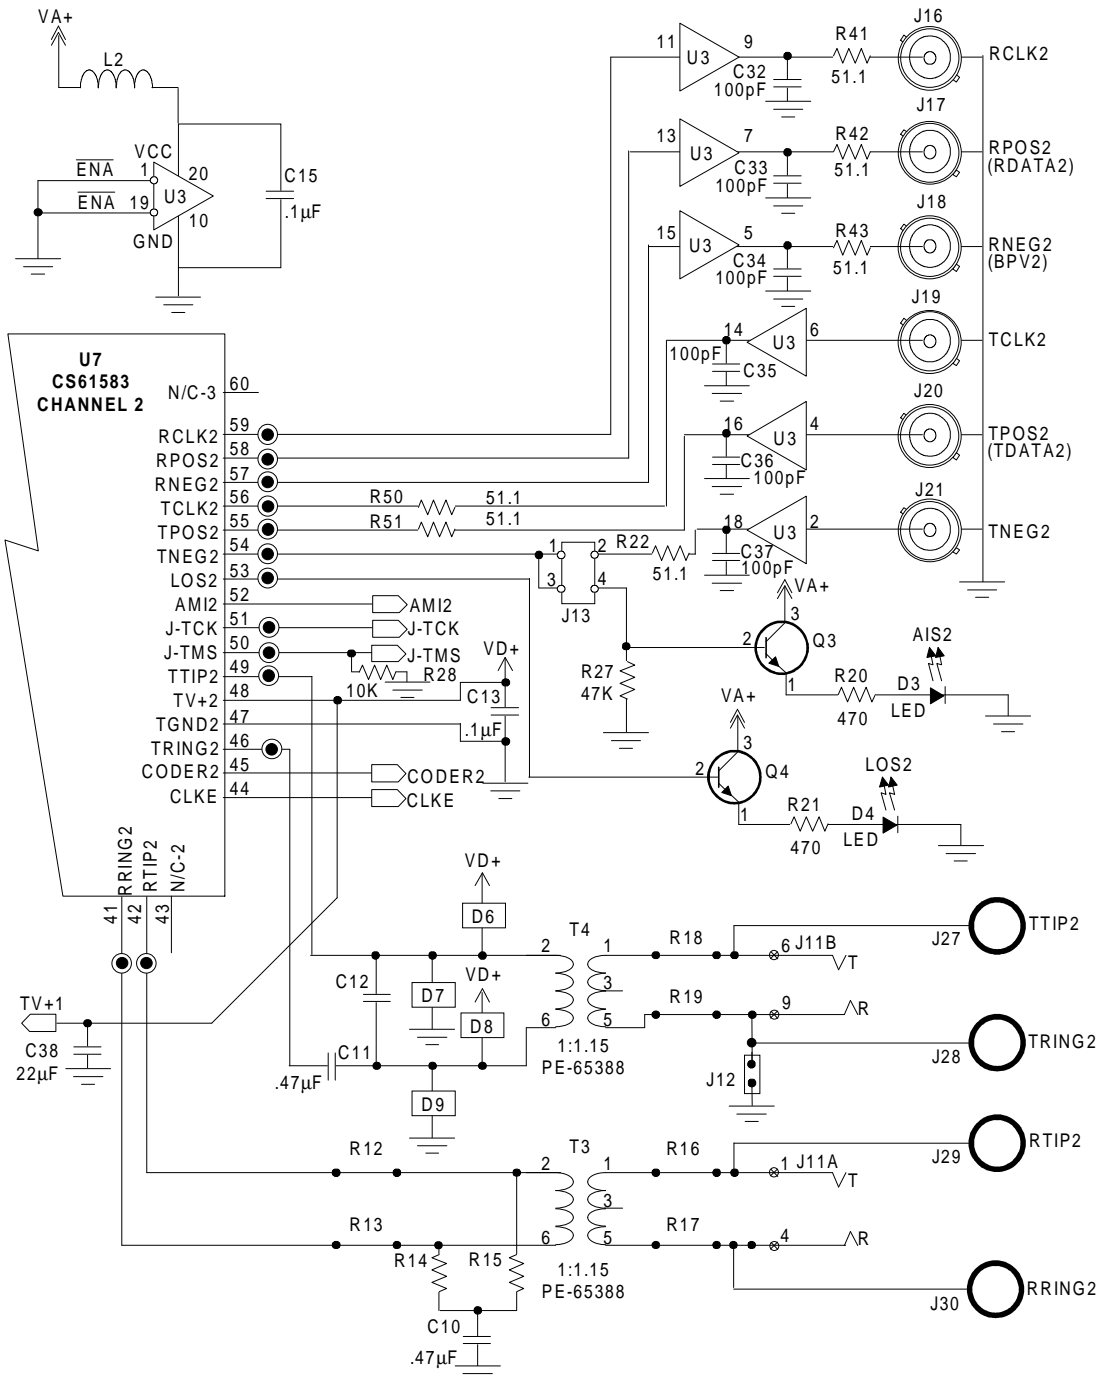 VA+
L2
VCC
ENA 1
20
U3
ENA 19
10
GND
C15
.1µF
11 U3 9
C32
100pF
R41
51.1
J16
RCLK2
13 U3 7
C33
100pF
R42
51.1
J17
RPOS2
(RDATA2)
15 U3 5
C34
100pF
R43
51.1
J18
RNEG2
(BPV2)
14 U3 6
100pF
C35
J19
TCLK2
16 U3 4
C36
100pF
J20
TPOS2
(TDATA2)
18 U3 2
C37
100pF
J21
TNEG2
U7
CS61583
CHANNEL 2
N/C-3 60
RCLK2 59
RPOS2 58
RNEG2 57
TCLK2 56
R50 51.1
TPOS2 55
R51 51.1
TNEG2 54
LOS2 53
AMI2 52
AMI2
J-TCK 51
J-TCK
J-TMS 50
J-TMS
R28
10K
TTIP2 49
TV+2 48
TGND2 47
TRING2 46
CODER2 45
CODER2
CLKE 44
CLKE
VD+
C13
.1µF
1 2
3 4
J13
R22
51.1
R27
47K
VA+
3
2 Q3
1
R20
470
D3
LED
AIS2
VA+
3
2 Q4
1
R21
470
D4
LED
LOS2
RRING2
RTIP2
N/C-2
41
42
43
TV+1
C38
22µF
VD+
D6
C12
D7
VD+
D8
C11
.47µF
D9
T4
2 1
3
6 5
1:1.15
PE-65388
R18
6 J11B
T
R19
9
R
J12
J27
TTIP2
J28
TRING2
R12
R13
R14
R15
C10
.47µF
T3
2 1
3
6 5
1:1.15
PE-65388
R16
1 J11A
T
R17
4
R
J29
RTIP2
J30
RRING2